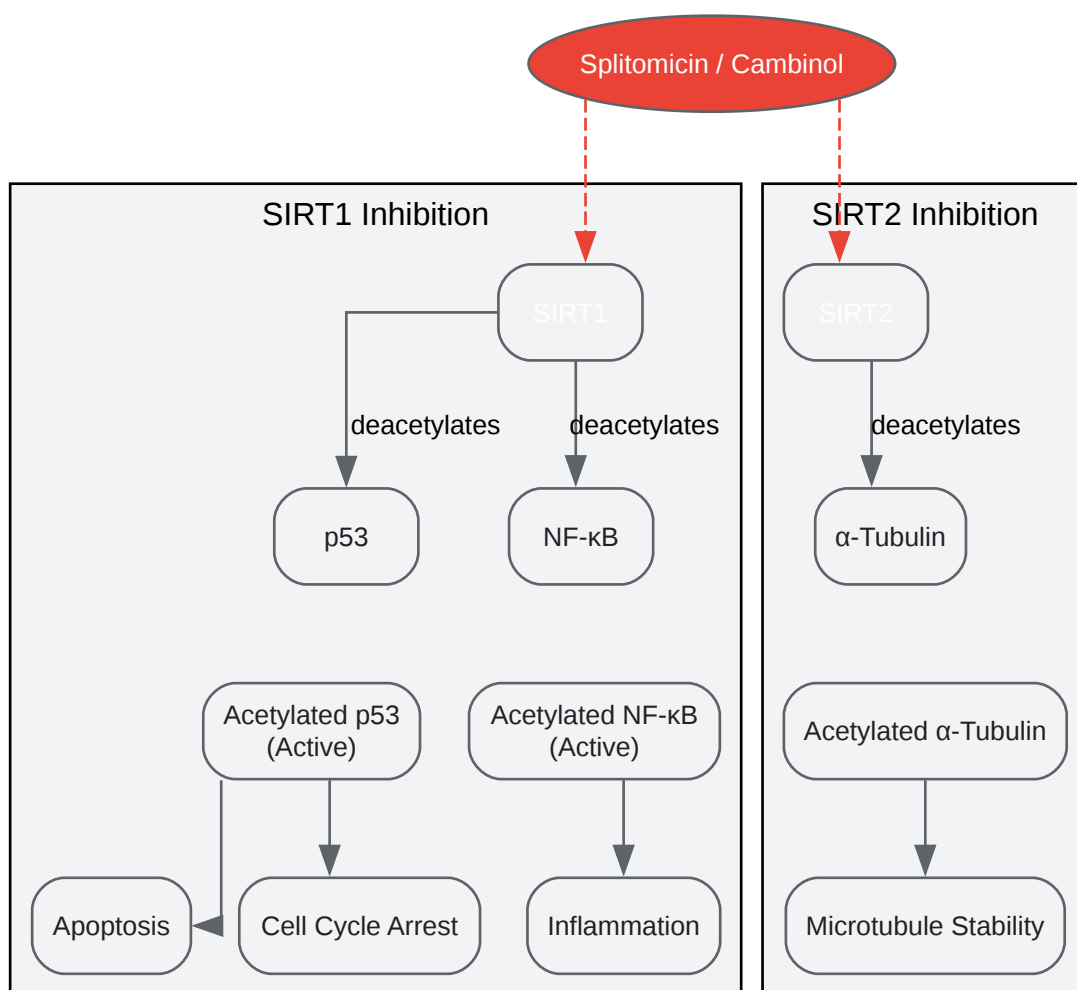 Splitomicin / Cambinol
SIRT1 Inhibition
SIRT2 Inhibition
SIRT1
SIRT2
deacetylates
deacetylates
deacetylates
p53
NF-κB
α-Tubulin
Acetylated p53
(Active)
Acetylated NF-κB
(Active)
Acetylated α-Tubulin
Apoptosis
Cell Cycle Arrest
Inflammation
Microtubule Stability